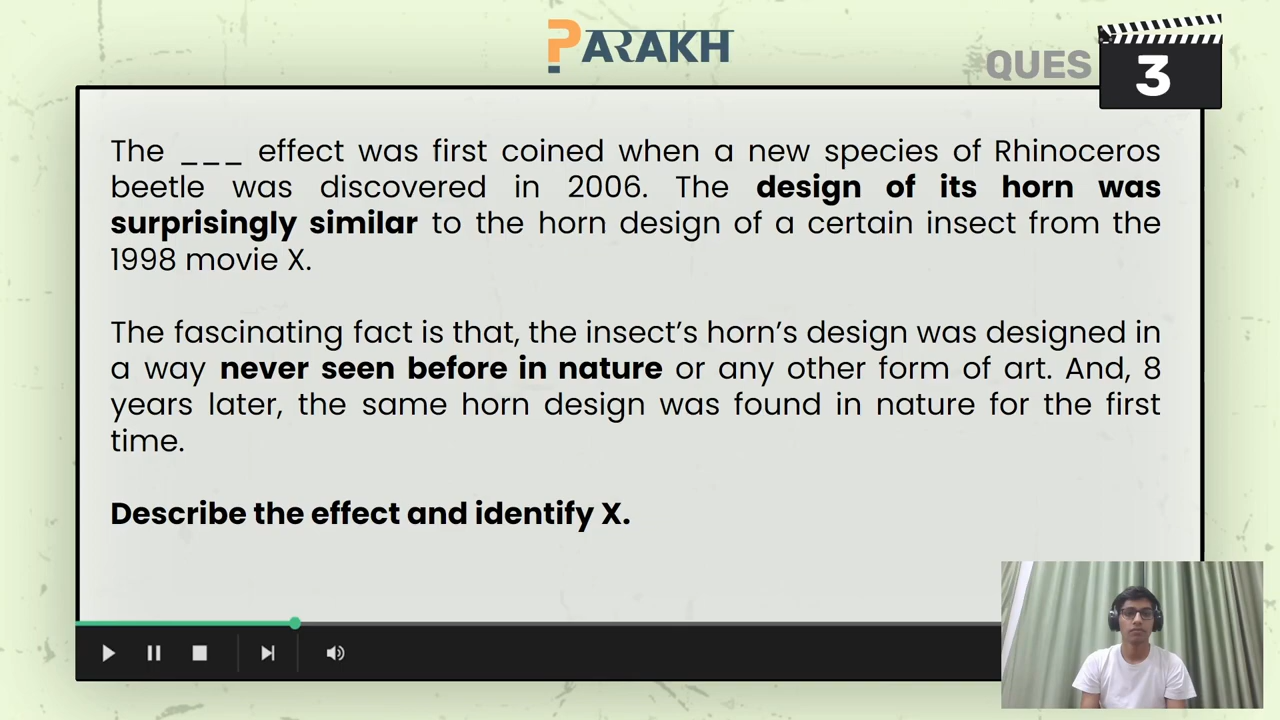 PARAKH
QUES 3
The ___ effect was first coined when a new species of Rhinoceros
beetle was discovered in 2006. The design of its horn was
surprisingly similar to the horn design of a certain insect from the
1998 movie X.
The fascinating fact is that, the insect's horn's design was designed in
a way never seen before in nature or any other form of art. And, 8
years later, the same horn design was found in nature for the first
time.
Describe the effect and identify X.